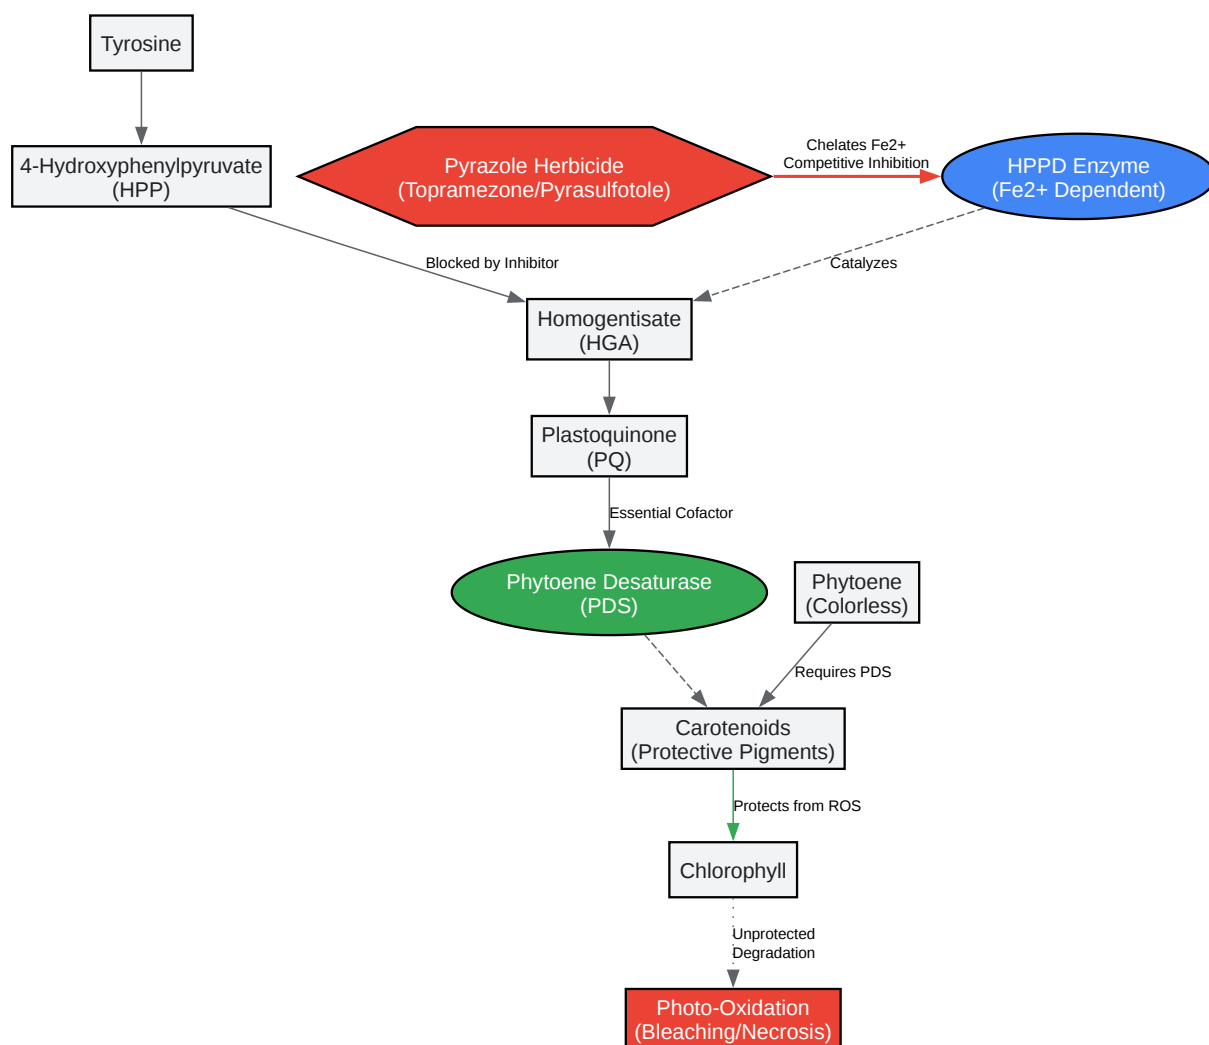 Tyrosine
4-Hydroxyphenylpyruvate
(HPP)
Pyrazole Herbicide
(Topramezone/Pyrasulfotole)
Chelates Fe2+
Competitive Inhibition
HPPD Enzyme
(Fe2+ Dependent)
Blocked by Inhibitor
Catalyzes
Homogentisate
(HGA)
Plastoquinone
(PQ)
Essential Cofactor
Phytoene Desaturase
(PDS)
Phytoene
(Colorless)
Requires PDS
Carotenoids
(Protective Pigments)
Protects from ROS
Chlorophyll
Unprotected
Degradation
Photo-Oxidation
(Bleaching/Necrosis)